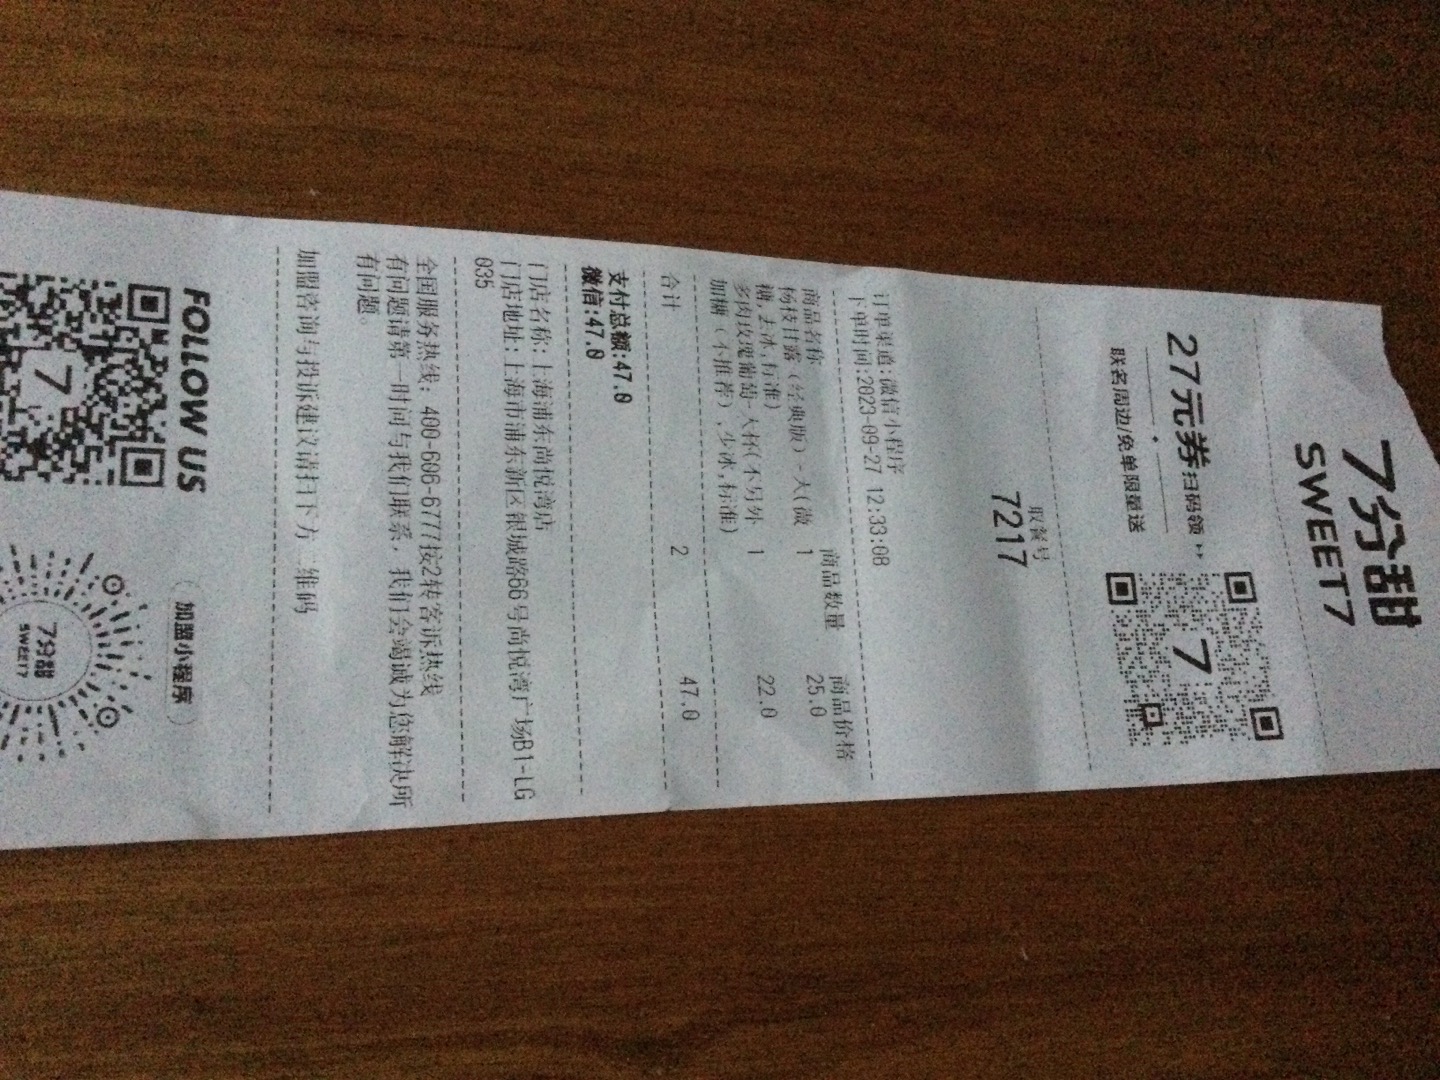 7分甜
SWEET7
27元券扫码领
联名周边/免单限量送
7
取餐号
7217
订单渠道:微信小程序
下单时间:2023-09-27 12:33:08
商品名称 商品数量 商品价格
杨枝甘露（经典版）-大(微 1 25.0
糖,去冰,标准)
多肉玫瑰葡萄-大杯(不另外 1 22.0
加糖（不推荐）,少冰,标准)
合计 2 47.0
支付总额:47.0
微信:47.0
门店名称: 上海浦东尚悦湾店
门店地址: 上海市浦东新区银城路66号尚悦湾广场B1-LG
035
全国服务热线: 400-606-6777按2转客诉热线
有问题请第一时间与我们联系，我们会竭诚为您解决所
有问题。
加盟咨询与投诉建议请扫下方二维码
FOLLOW US
7
加盟小程序
7分甜
SWEET7